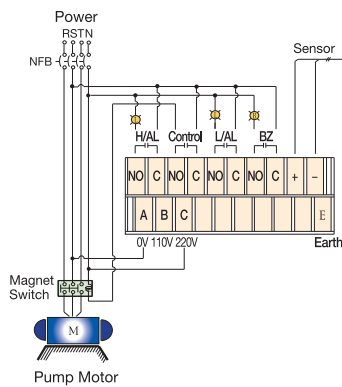 Power
RSTN
NFB
Sensor
H/AL Control L/AL BZ
NO C NO C NO C NO C + −
A B C E
0V 110V 220V Earth
Magnet
Switch
M
Pump Motor